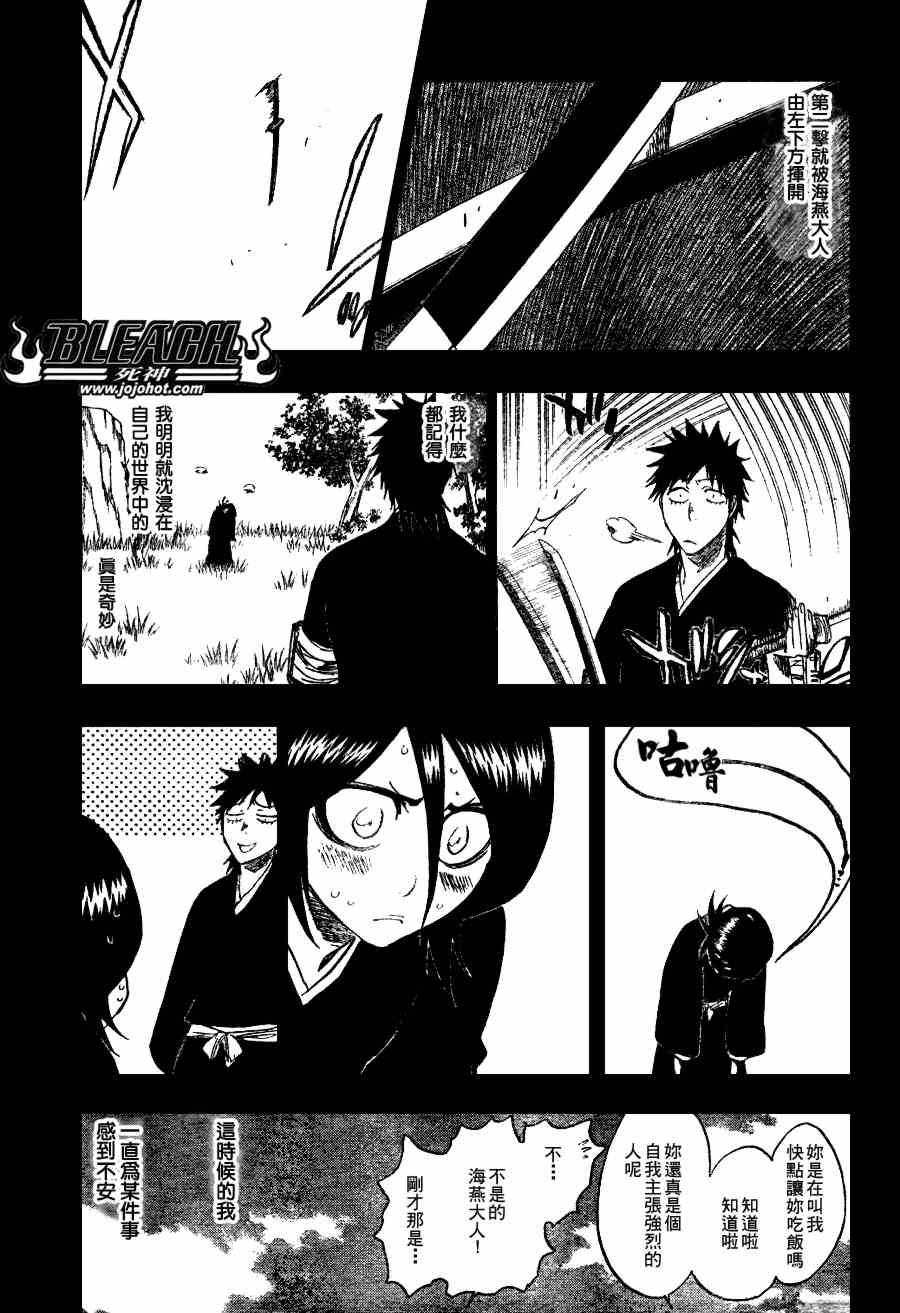 第二擊就被海燕大人
由左下方揮開
BLEACH
死神
www.jojohot.com
我什麼
都記得
我明明就沈浸在
自己的世界中的
眞是奇妙
咕嚕
妳是在叫我
快點讓妳吃飯嗎
知道啦
知道啦
妳還真是個
自我主張強烈的
人呢
不…
不是的
海燕大人！
剛才那是…
這時候的我
一直為某件事
感到不安